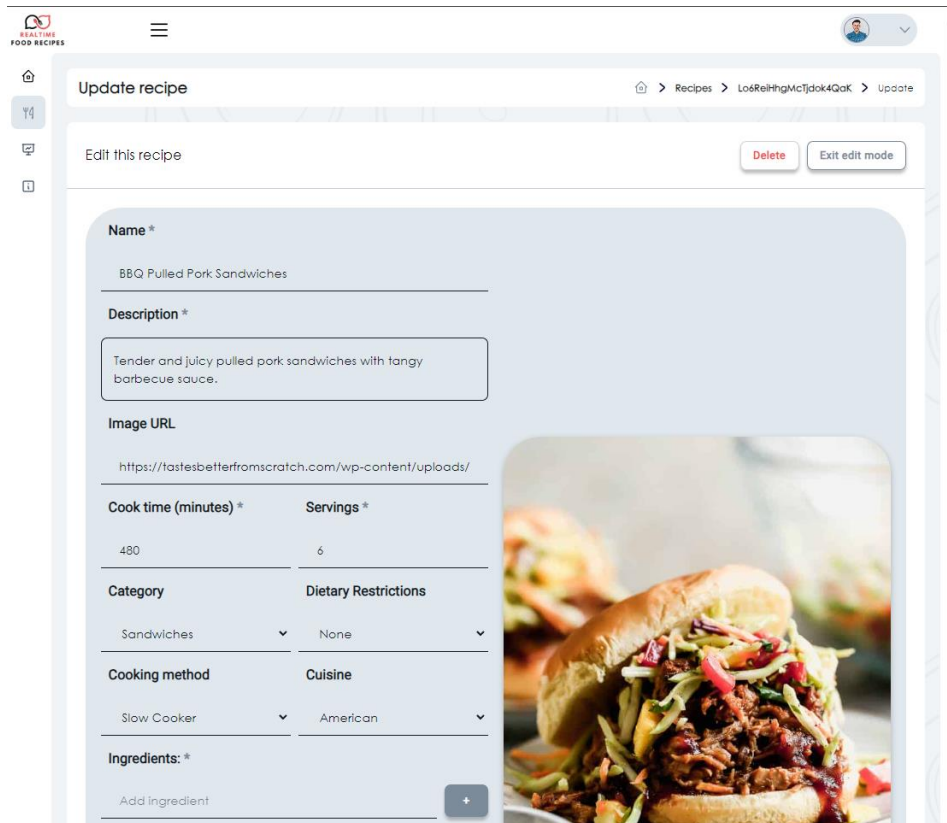 REALTIME
FOOD RECIPES
Update recipe
Recipes > Lo6ReiHhgMcTjdok4QaK > Update
Edit this recipe
Delete
Exit edit mode
Name *
BBQ Pulled Pork Sandwiches
Description *
Tender and juicy pulled pork sandwiches with tangy
barbecue sauce.
Image URL
https://tastesbetterfromscratch.com/wp-content/uploads/
Cook time (minutes) * Servings *
480 6
Category Dietary Restrictions
Sandwiches None
Cooking method Cuisine
Slow Cooker American
Ingredients: *
Add ingredient +